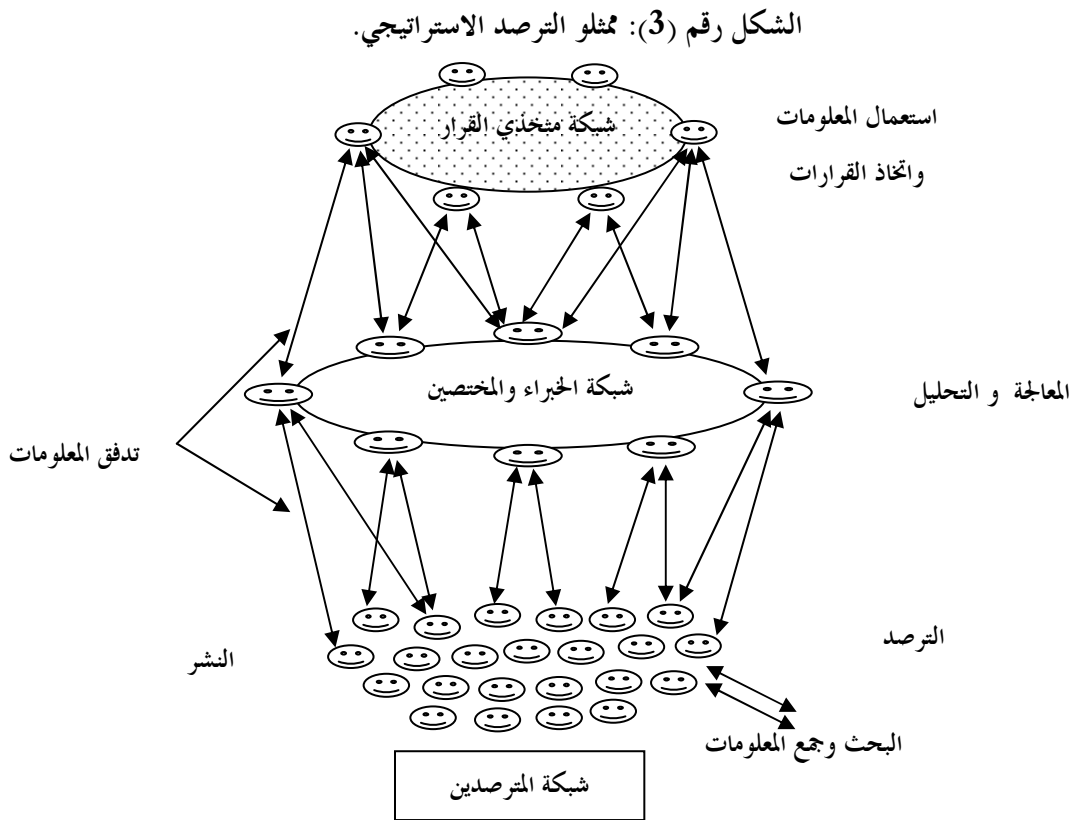 الشكل رقم (3): ممثلو الترصد الاستراتيجي.
شبكة متخذي القرار
استعمال المعلومات
واتخاذ القرارات
شبكة الخبراء والمختصين
المعالجة و التحليل
تدفق المعلومات
الترصد
النشر
البحث وجمع المعلومات
شبكة المترصدين